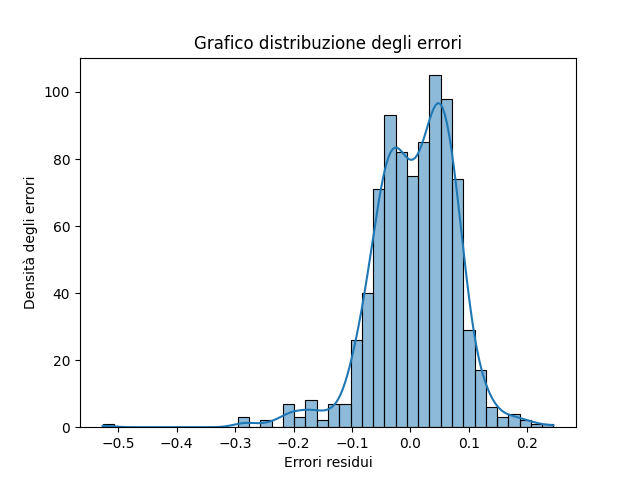 Grafico distribuzione degli errori
100
80
60
40
20
0
Densità degli errori
−0.5 −0.4 −0.3 −0.2 −0.1 0.0 0.1 0.2
Errori residui